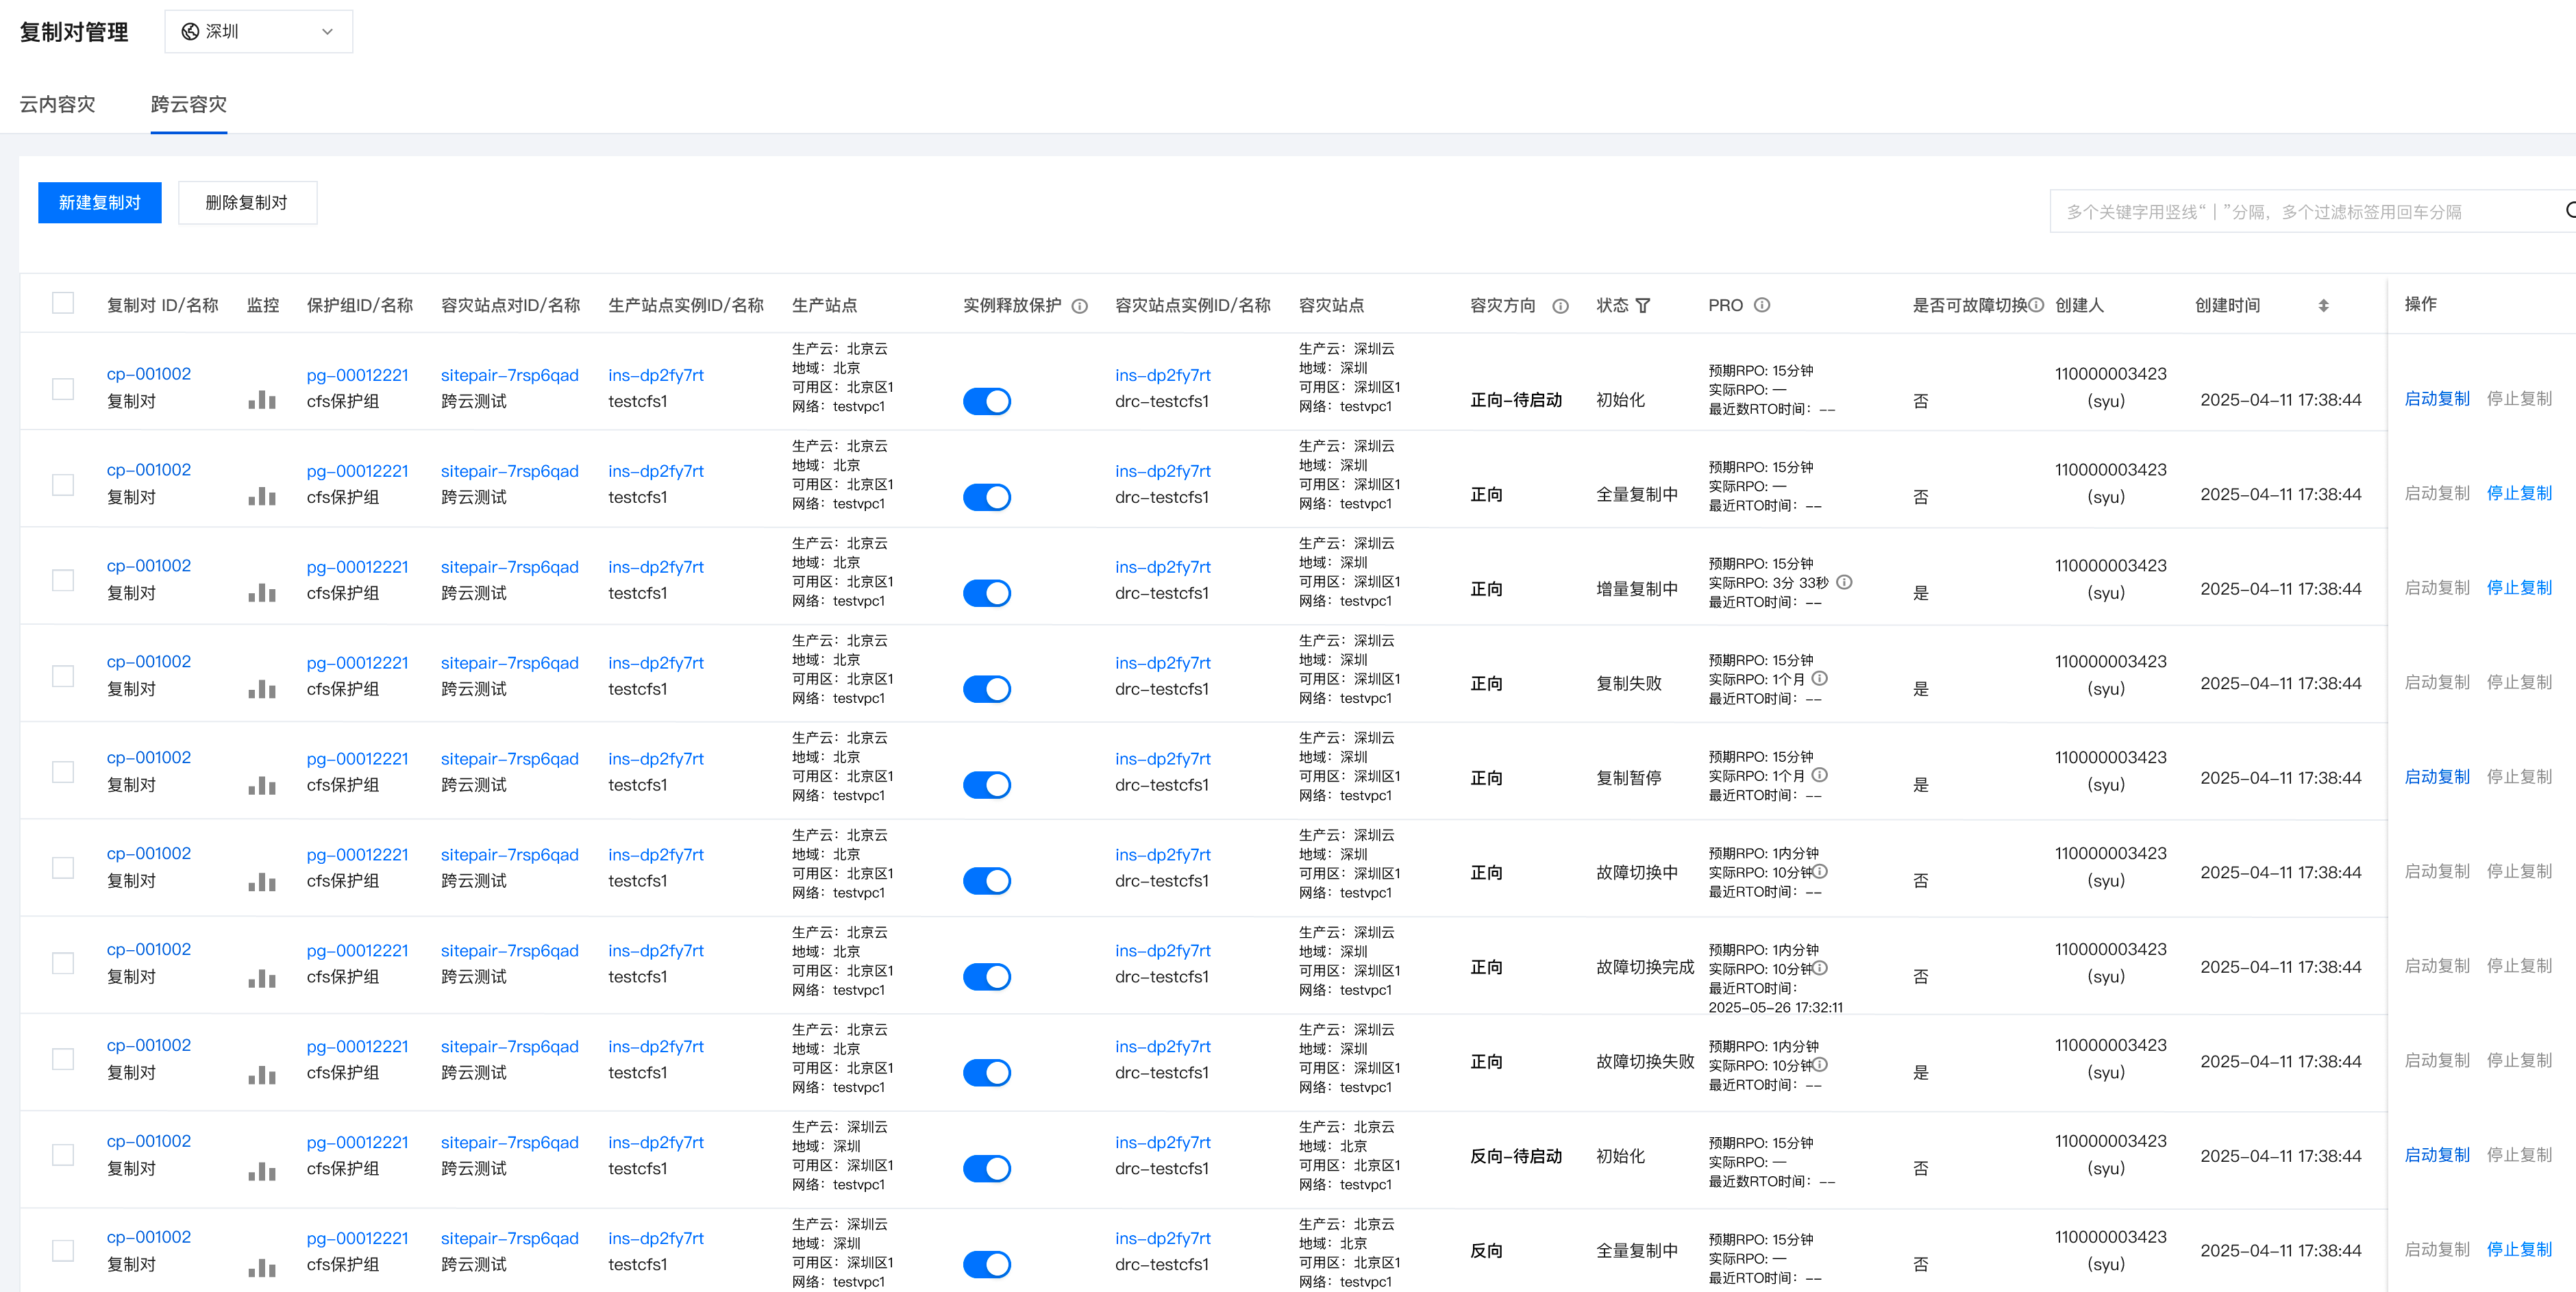 复制对管理
深圳
云内容灾 跨云容灾
新建复制对 删除复制对
多个关键字用竖线“｜”分隔，多个过滤标签用回车分隔
复制对 ID/名称 监控 保护组ID/名称 容灾站点对ID/名称 生产站点实例ID/名称 生产站点 实例释放保护 容灾站点实例ID/名称 容灾站点 容灾方向 状态 PRO 是否可故障切换 创建人 创建时间 操作
cp-001002
复制对
pg-00012221
cfs保护组
sitepair-7rsp6qad
跨云测试
ins-dp2fy7rt
testcfs1
生产云：北京云
地域：北京
可用区：北京区1
网络：testvpc1
ins-dp2fy7rt
drc-testcfs1
生产云：深圳云
地域：深圳
可用区：深圳区1
网络：testvpc1
正向-待启动
初始化
预期RPO: 15分钟
实际RPO: —
最近数RTO时间：--
否
110000003423
(syu)
2025-04-11 17:38:44
启动复制 停止复制
cp-001002
复制对
pg-00012221
cfs保护组
sitepair-7rsp6qad
跨云测试
ins-dp2fy7rt
testcfs1
生产云：北京云
地域：北京
可用区：北京区1
网络：testvpc1
ins-dp2fy7rt
drc-testcfs1
生产云：深圳云
地域：深圳
可用区：深圳区1
网络：testvpc1
正向
全量复制中
预期RPO: 15分钟
实际RPO: —
最近RTO时间：--
否
110000003423
(syu)
2025-04-11 17:38:44
启动复制 停止复制
cp-001002
复制对
pg-00012221
cfs保护组
sitepair-7rsp6qad
跨云测试
ins-dp2fy7rt
testcfs1
生产云：北京云
地域：北京
可用区：北京区1
网络：testvpc1
ins-dp2fy7rt
drc-testcfs1
生产云：深圳云
地域：深圳
可用区：深圳区1
网络：testvpc1
正向
增量复制中
预期RPO: 15分钟
实际RPO: 3分 33秒
最近RTO时间：--
是
110000003423
(syu)
2025-04-11 17:38:44
启动复制 停止复制
cp-001002
复制对
pg-00012221
cfs保护组
sitepair-7rsp6qad
跨云测试
ins-dp2fy7rt
testcfs1
生产云：北京云
地域：北京
可用区：北京区1
网络：testvpc1
ins-dp2fy7rt
drc-testcfs1
生产云：深圳云
地域：深圳
可用区：深圳区1
网络：testvpc1
正向
复制失败
预期RPO: 15分钟
实际RPO: 1个月
最近RTO时间：--
是
110000003423
(syu)
2025-04-11 17:38:44
启动复制 停止复制
cp-001002
复制对
pg-00012221
cfs保护组
sitepair-7rsp6qad
跨云测试
ins-dp2fy7rt
testcfs1
生产云：北京云
地域：北京
可用区：北京区1
网络：testvpc1
ins-dp2fy7rt
drc-testcfs1
生产云：深圳云
地域：深圳
可用区：深圳区1
网络：testvpc1
正向
复制暂停
预期RPO: 15分钟
实际RPO: 1个月
最近RTO时间：--
是
110000003423
(syu)
2025-04-11 17:38:44
启动复制 停止复制
cp-001002
复制对
pg-00012221
cfs保护组
sitepair-7rsp6qad
跨云测试
ins-dp2fy7rt
testcfs1
生产云：北京云
地域：北京
可用区：北京区1
网络：testvpc1
ins-dp2fy7rt
drc-testcfs1
生产云：深圳云
地域：深圳
可用区：深圳区1
网络：testvpc1
正向
故障切换中
预期RPO: 1内分钟
实际RPO: 10分钟
最近RTO时间：--
否
110000003423
(syu)
2025-04-11 17:38:44
启动复制 停止复制
cp-001002
复制对
pg-00012221
cfs保护组
sitepair-7rsp6qad
跨云测试
ins-dp2fy7rt
testcfs1
生产云：北京云
地域：北京
可用区：北京区1
网络：testvpc1
ins-dp2fy7rt
drc-testcfs1
生产云：深圳云
地域：深圳
可用区：深圳区1
网络：testvpc1
正向
故障切换完成
预期RPO: 1内分钟
实际RPO: 10分钟
最近RTO时间：
2025-05-26 17:32:11
否
110000003423
(syu)
2025-04-11 17:38:44
启动复制 停止复制
cp-001002
复制对
pg-00012221
cfs保护组
sitepair-7rsp6qad
跨云测试
ins-dp2fy7rt
testcfs1
生产云：北京云
地域：北京
可用区：北京区1
网络：testvpc1
ins-dp2fy7rt
drc-testcfs1
生产云：深圳云
地域：深圳
可用区：深圳区1
网络：testvpc1
正向
故障切换失败
预期RPO: 1内分钟
实际RPO: 10分钟
最近RTO时间：--
是
110000003423
(syu)
2025-04-11 17:38:44
启动复制 停止复制
cp-001002
复制对
pg-00012221
cfs保护组
sitepair-7rsp6qad
跨云测试
ins-dp2fy7rt
testcfs1
生产云：深圳云
地域：深圳
可用区：深圳区1
网络：testvpc1
ins-dp2fy7rt
drc-testcfs1
生产云：北京云
地域：北京
可用区：北京区1
网络：testvpc1
反向-待启动
初始化
预期RPO: 15分钟
实际RPO: —
最近数RTO时间：--
否
110000003423
(syu)
2025-04-11 17:38:44
启动复制 停止复制
cp-001002
复制对
pg-00012221
cfs保护组
sitepair-7rsp6qad
跨云测试
ins-dp2fy7rt
testcfs1
生产云：深圳云
地域：深圳
可用区：深圳区1
网络：testvpc1
ins-dp2fy7rt
drc-testcfs1
生产云：北京云
地域：北京
可用区：北京区1
网络：testvpc1
反向
全量复制中
预期RPO: 15分钟
实际RPO: —
最近RTO时间：--
否
110000003423
(syu)
2025-04-11 17:38:44
启动复制 停止复制